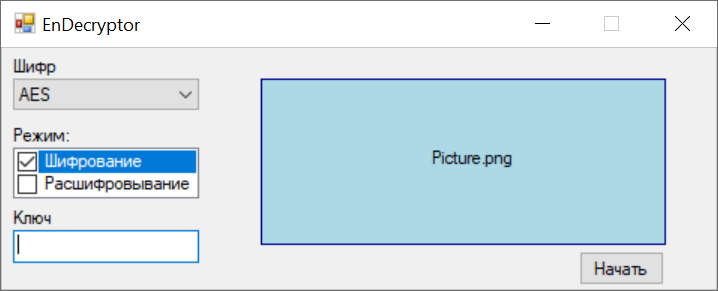 EnDecryptor
Шифр
AES
Режим:
Шифрование
Расшифровывание
Ключ
Picture.png
Начать